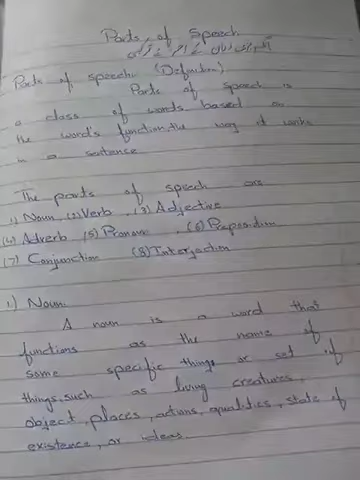 Parts of Speech
Parts of speech: (Definition)
Parts of speech is
a class of words based on
the word's function, the way it works
in a sentence
The parts of speech are
1) Noun, (2) Verb, (3) Adjective
(4) Adverb (5) Pronoun, (6) Preposition
(7) Conjunction (8) Interjection
1) Noun
A noun is a word that
functions as the name of
some specific things or set of
things, such as living creatures,
object, places, actions, qualities, state of
existence, or ideas.